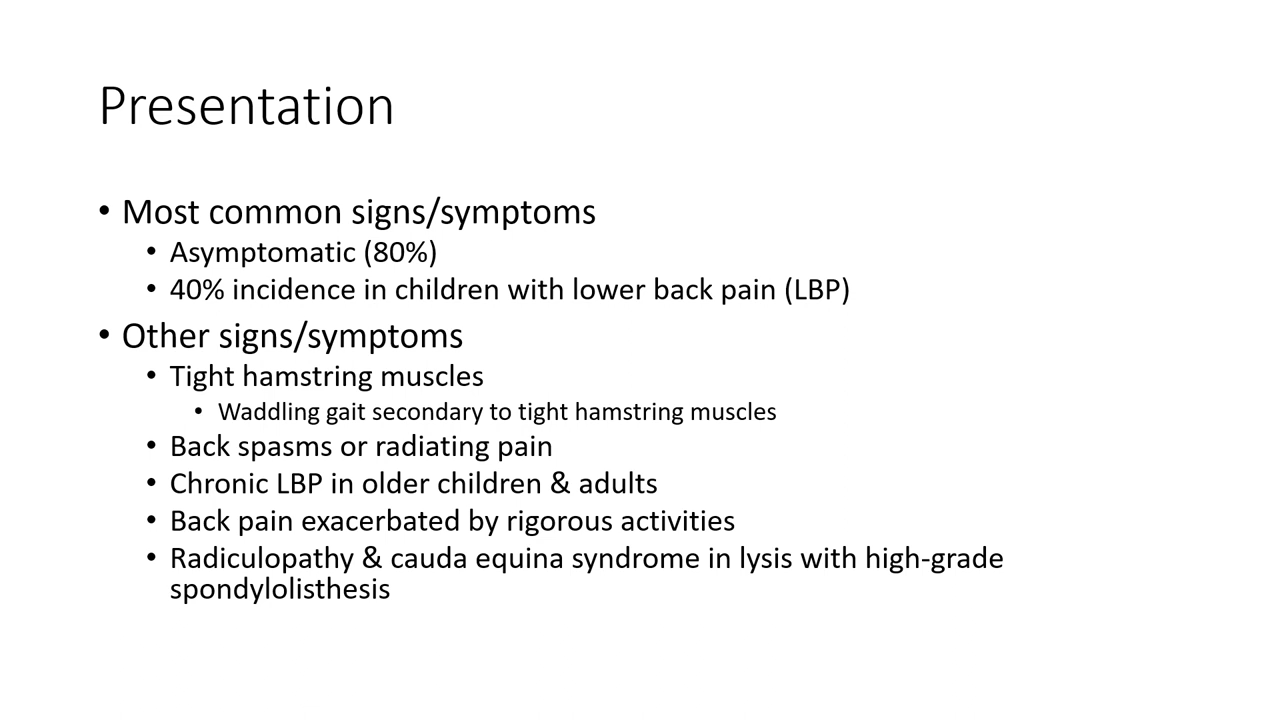 Presentation
• Most common signs/symptoms
• Asymptomatic (80%)
• 40% incidence in children with lower back pain (LBP)
• Other signs/symptoms
• Tight hamstring muscles
• Waddling gait secondary to tight hamstring muscles
• Back spasms or radiating pain
• Chronic LBP in older children & adults
• Back pain exacerbated by rigorous activities
• Radiculopathy & cauda equina syndrome in lysis with high-grade
spondylolisthesis